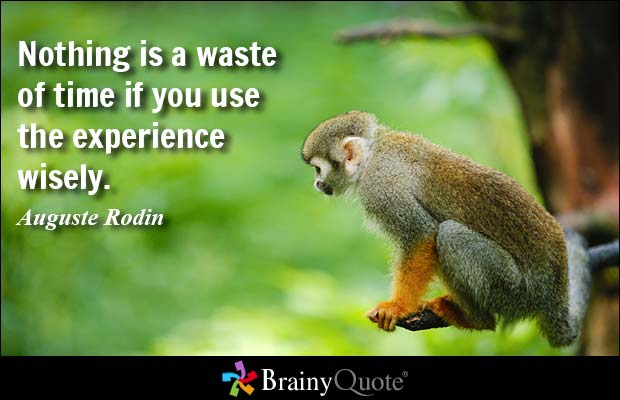 Nothing is a waste
of time if you use
the experience
wisely.
Auguste Rodin
BrainyQuote®